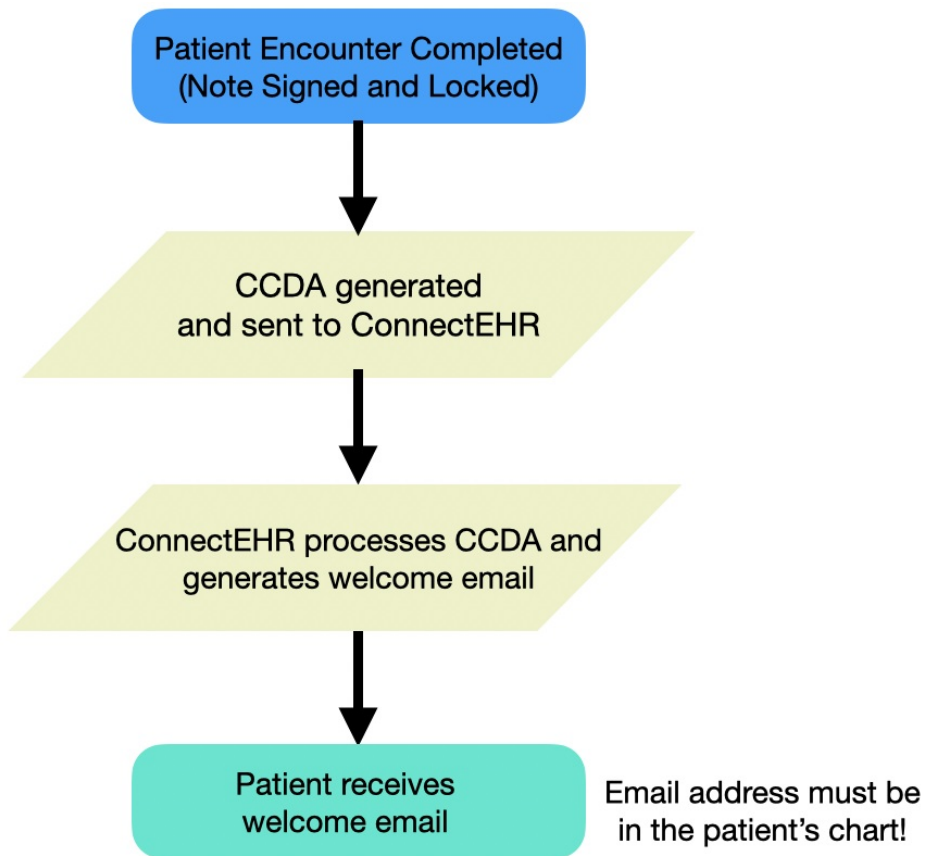 Patient Encounter Completed
(Note Signed and Locked)
CCDA generated
and sent to ConnectEHR
ConnectEHR processes CCDA and
generates welcome email
Patient receives
welcome email
Email address must be
in the patient’s chart!